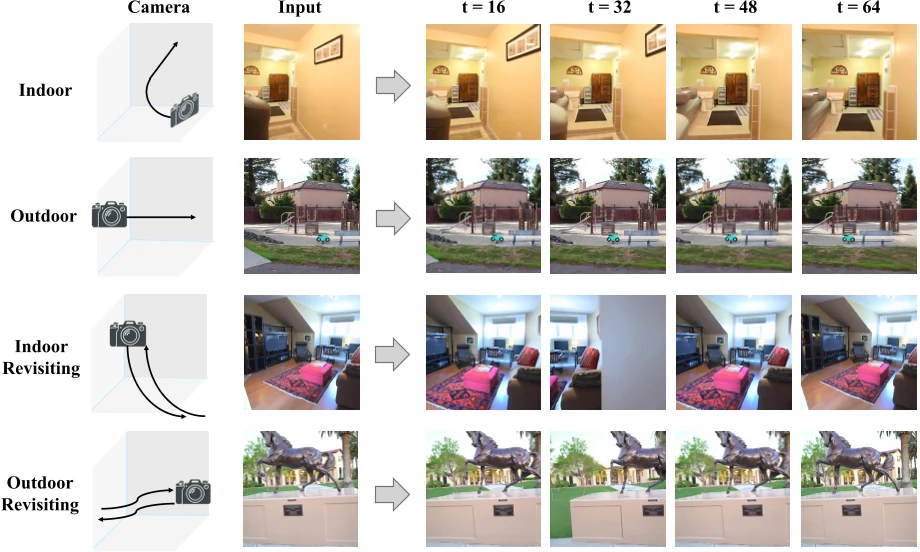 Camera Input t = 16 t = 32 t = 48 t = 64
Indoor
Outdoor
Indoor
Revisiting
Outdoor
Revisiting